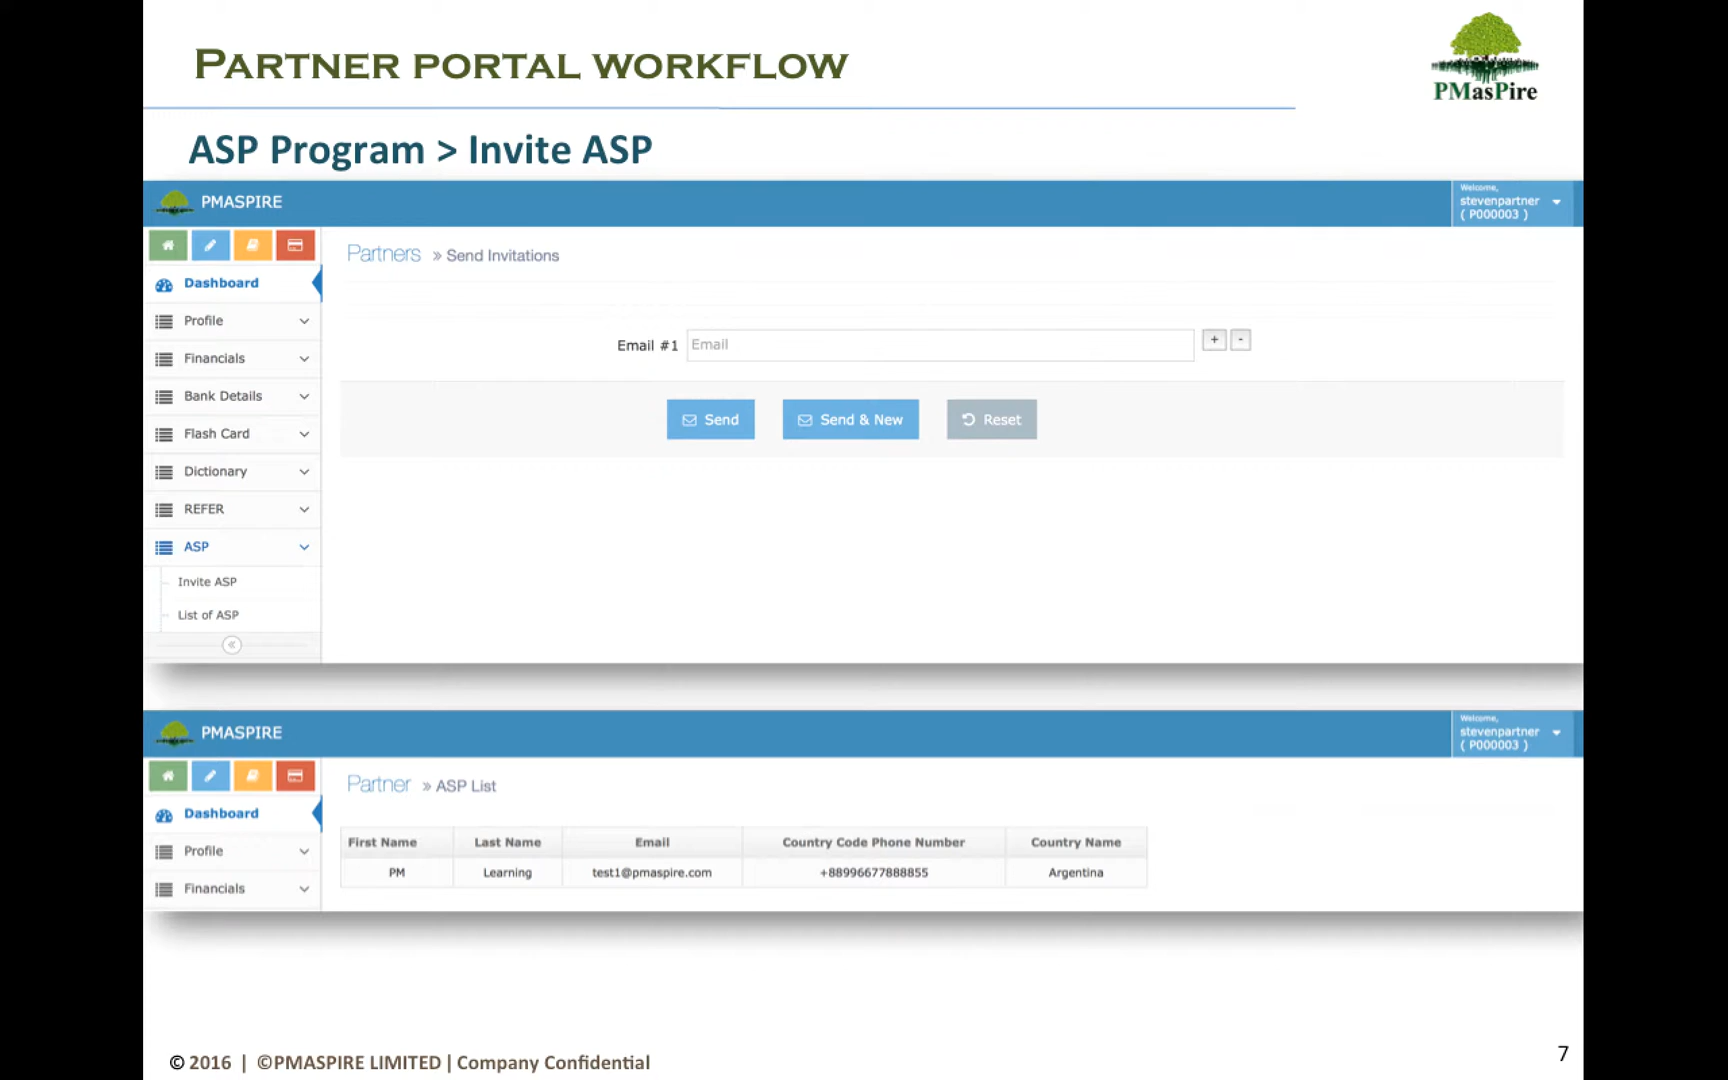 PARTNER PORTAL WORKFLOW
PMasPire
ASP Program > Invite ASP
PMASPIRE
Welcome,
stevenpartner
( P000003 )
Partners » Send Invitations
Dashboard
Profile
Email #1 Email + -
Financials
Bank Details
Send Send & New Reset
Flash Card
Dictionary
REFER
ASP
Invite ASP
List of ASP
PMASPIRE
Welcome,
stevenpartner
( P000003 )
Partner » ASP List
Dashboard
First Name Last Name Email Country Code Phone Number Country Name
Profile
PM Learning test1@pmaspire.com +88996677888855 Argentina
Financials
© 2016 | ©PMASPIRE LIMITED | Company Confidential
7